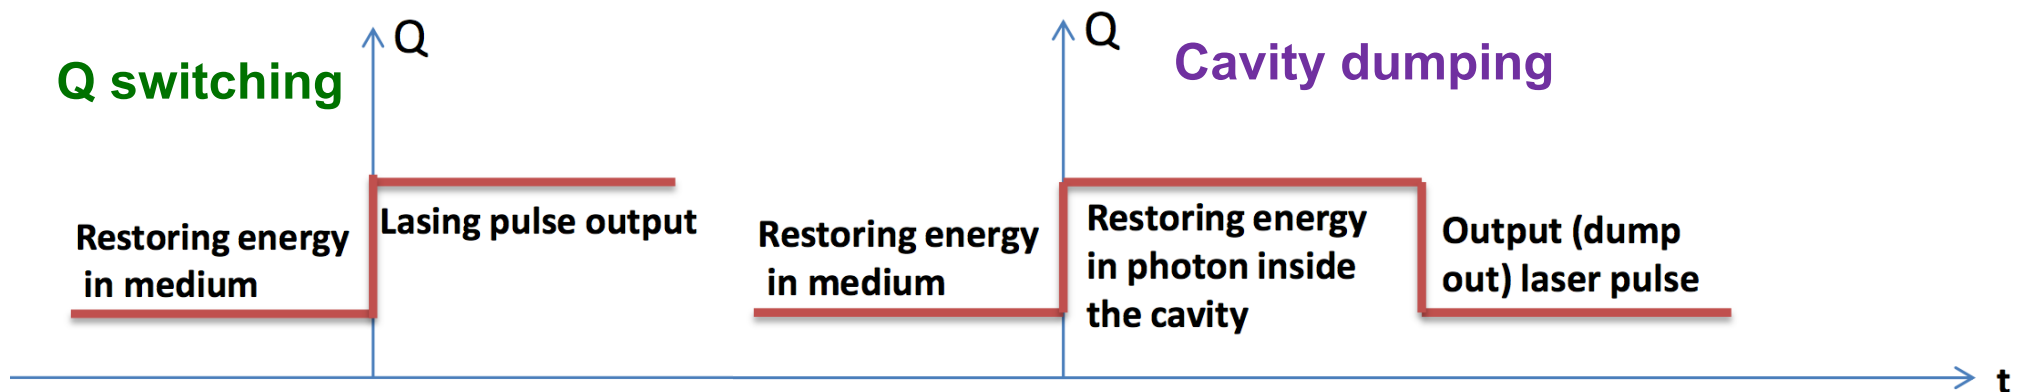 Q switching
Q
Restoring energy
in medium
Lasing pulse output
Q
Cavity dumping
Restoring energy
in medium
Restoring energy
in photon inside
the cavity
Output (dump
out) laser pulse
t